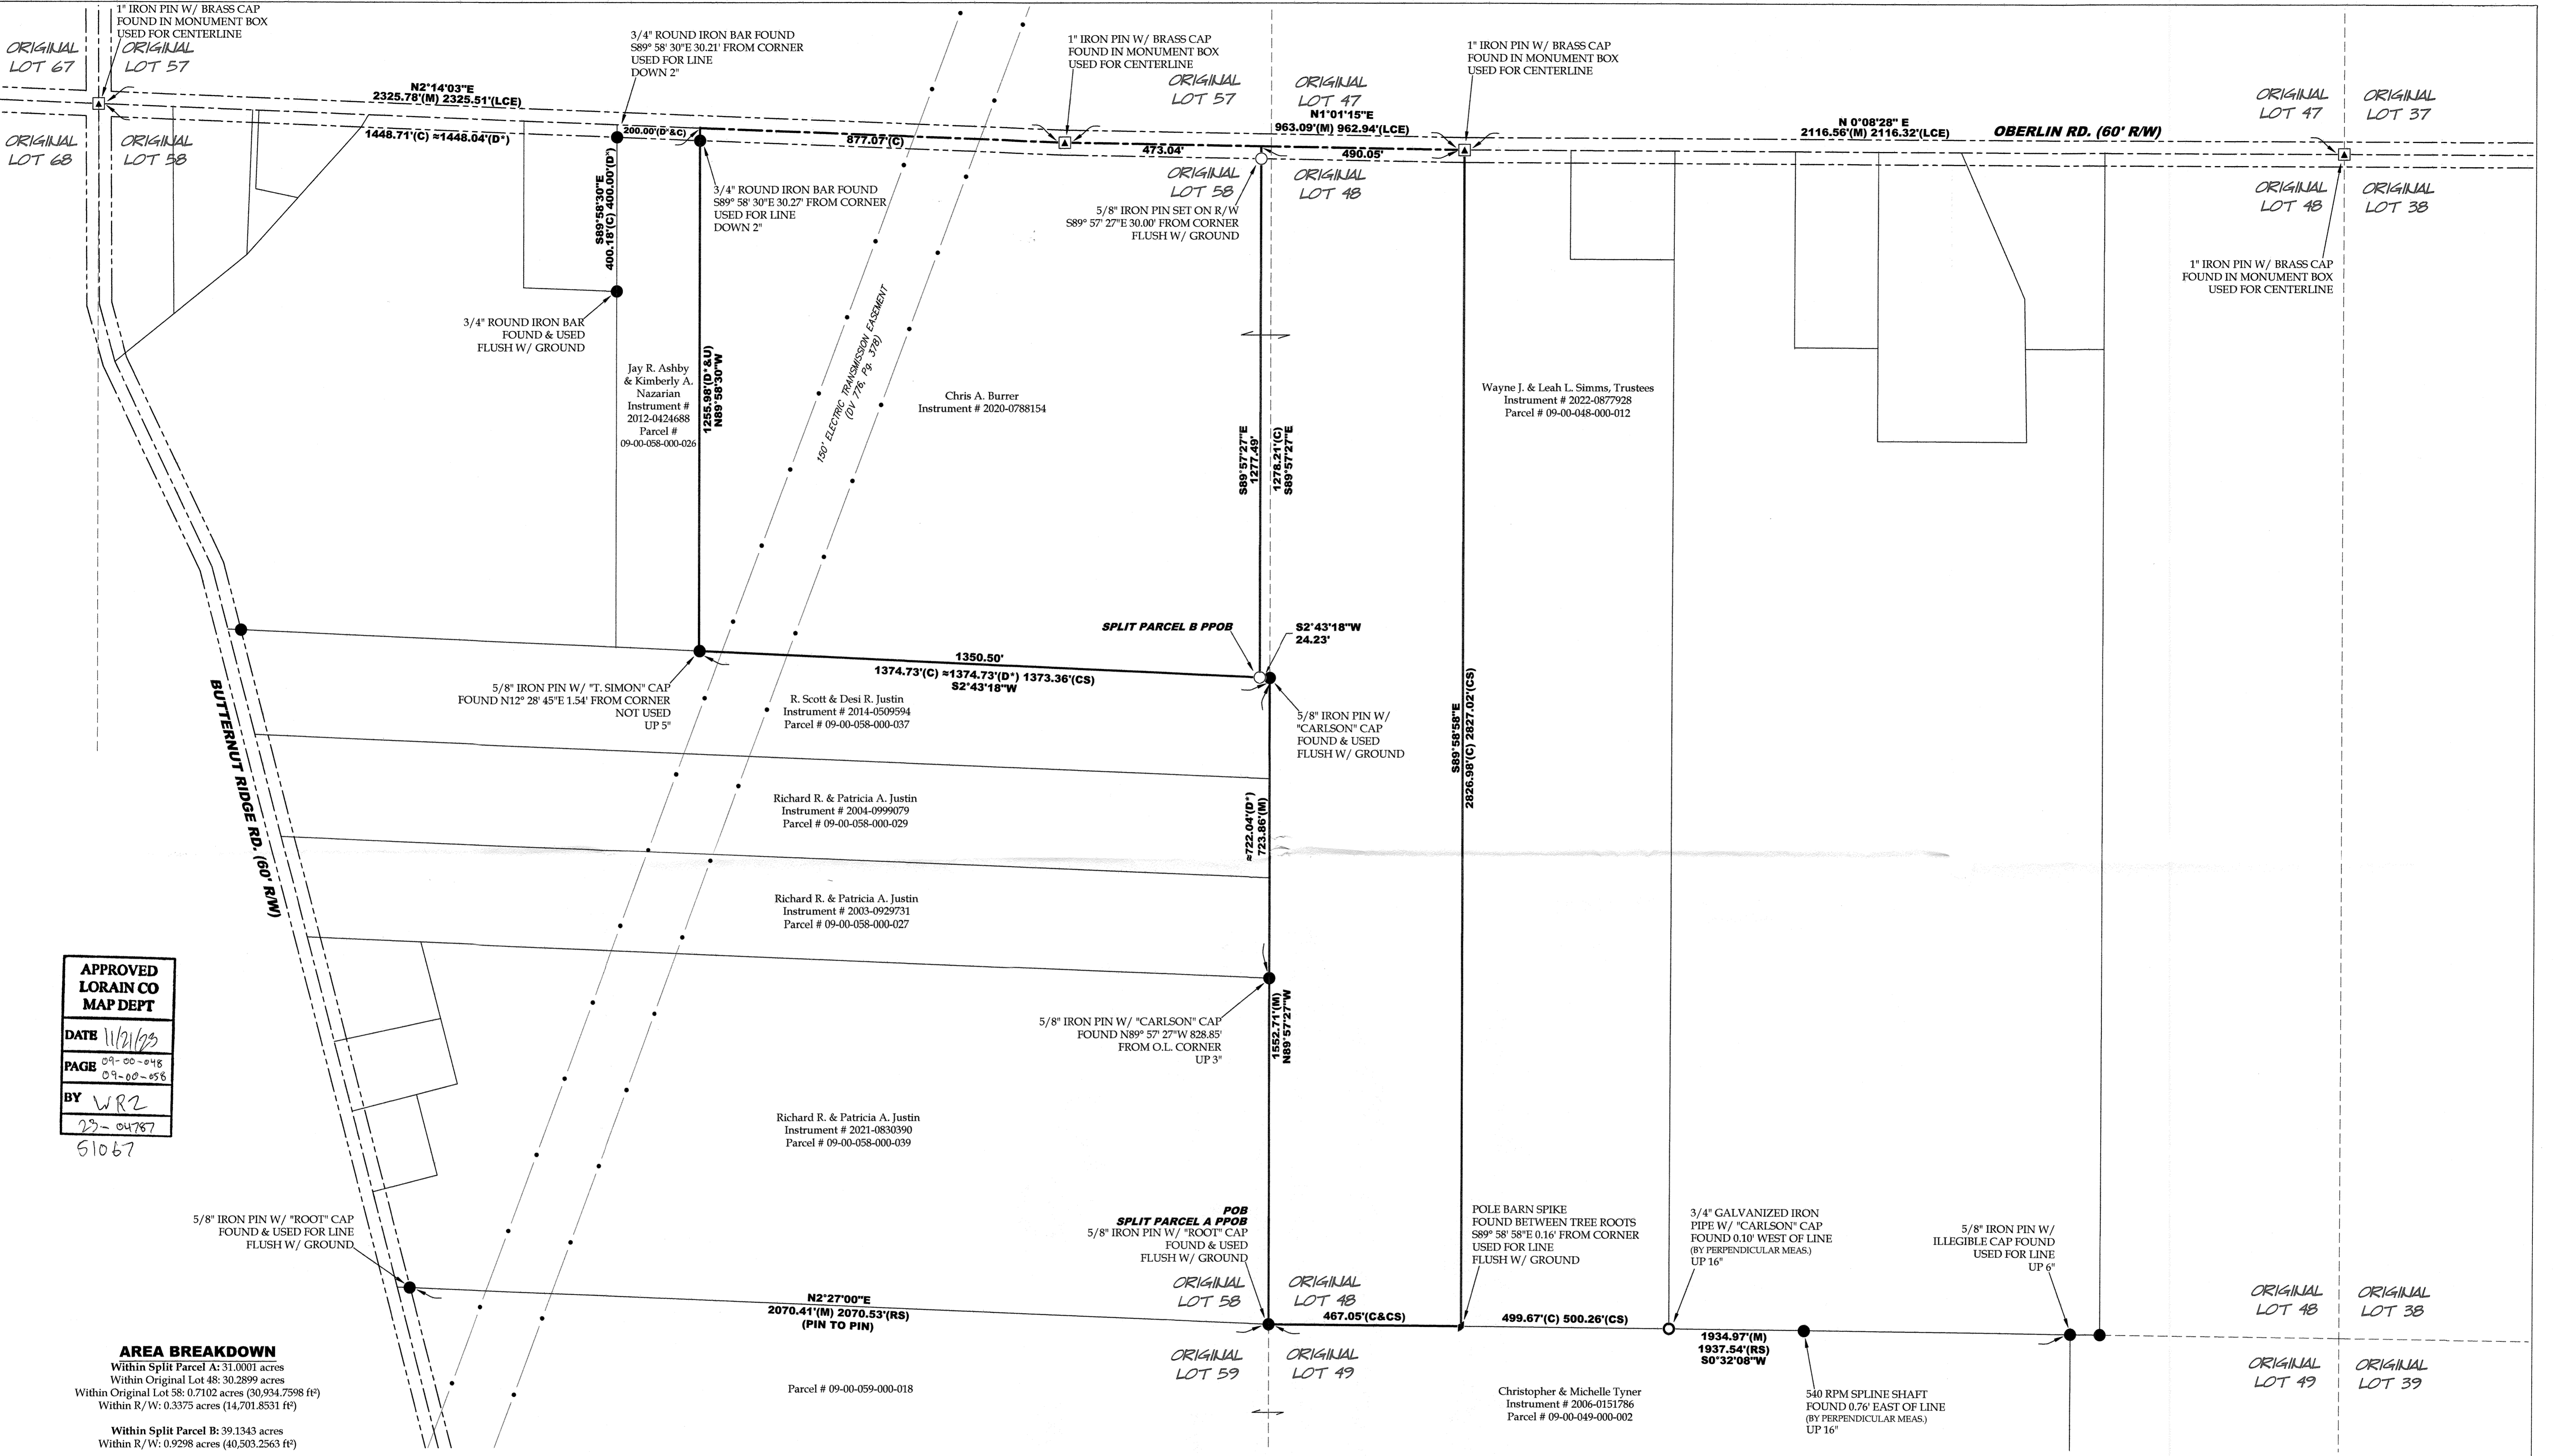 1" IRON PIN W/ BRASS CAP
FOUND IN MONUMENT BOX
USED FOR CENTERLINE
ORIGINAL
LOT 67
ORIGINAL
LOT 57
ORIGINAL
LOT 68
ORIGINAL
LOT 58
N2°14'03"E
2325.78'(M) 2325.51'(LCE)
1448.71'(C) ≈1448.04'(D*)
3/4" ROUND IRON BAR FOUND
S89° 58' 30"E 30.21' FROM CORNER
USED FOR LINE
DOWN 2"
200.00'(D*&C)
877.07'(C)
1" IRON PIN W/ BRASS CAP
FOUND IN MONUMENT BOX
USED FOR CENTERLINE
ORIGINAL
LOT 57
ORIGINAL
LOT 47
N1°01'15"E
963.09'(M) 962.94'(LCE)
473.04'
490.05'
1" IRON PIN W/ BRASS CAP
FOUND IN MONUMENT BOX
USED FOR CENTERLINE
N 0°08'28" E
2116.56'(M) 2116.32'(LCE)
OBERLIN RD. (60' R/W)
ORIGINAL
LOT 47
ORIGINAL
LOT 37
ORIGINAL
LOT 58
ORIGINAL
LOT 48
ORIGINAL
LOT 48
ORIGINAL
LOT 38
S89°58'30"E
400.18'(C) 400.00'(D*)
3/4" ROUND IRON BAR FOUND
S89° 58' 30"E 30.27' FROM CORNER
USED FOR LINE
DOWN 2"
5/8" IRON PIN SET ON R/W
S89° 57' 27"E 30.00' FROM CORNER
FLUSH W/ GROUND
1" IRON PIN W/ BRASS CAP
FOUND IN MONUMENT BOX
USED FOR CENTERLINE
3/4" ROUND IRON BAR
FOUND & USED
FLUSH W/ GROUND
Jay R. Ashby
& Kimberly A.
Nazarian
Instrument #
2012-0424688
Parcel #
09-00-058-000-026
1255.98'(D*&U)
N89°58'30"W
150' ELECTRIC TRANSMISSION EASEMENT
(DV 776, Pg. 378)
Chris A. Burrer
Instrument # 2020-0788154
S89°57'27"E
1277.49'
1278.21'(C)
S89°57'27"E
Wayne J. & Leah L. Simms, Trustees
Instrument # 2022-0877928
Parcel # 09-00-048-000-012
SPLIT PARCEL B PPOB
S2°43'18"W
24.23'
1350.50'
1374.73'(C) ≈1374.73'(D*) 1373.36'(CS)
S2°43'18"W
5/8" IRON PIN W/ "T. SIMON" CAP
FOUND N12° 28' 45"E 1.54' FROM CORNER
NOT USED
UP 5"
R. Scott & Desi R. Justin
Instrument # 2014-0509594
Parcel # 09-00-058-000-037
5/8" IRON PIN W/
"CARLSON" CAP
FOUND & USED
FLUSH W/ GROUND
S89°58'58"E
2826.98'(C) 2827.02'(CS)
BUTTERNUT RIDGE RD. (60' R/W)
Richard R. & Patricia A. Justin
Instrument # 2004-0999079
Parcel # 09-00-058-000-029
≈722.04'(D*)
723.86'(M)
Richard R. & Patricia A. Justin
Instrument # 2003-0929731
Parcel # 09-00-058-000-027
5/8" IRON PIN W/ "CARLSON" CAP
FOUND N89° 57' 27"W 828.85'
FROM O.L. CORNER
UP 3"
1552.71'(M)
N89°57'27"W
APPROVED
LORAIN CO
MAP DEPT
DATE 11/21/23
PAGE 09-00-048
09-00-058
BY WRZ
23-04787
51067
Richard R. & Patricia A. Justin
Instrument # 2021-0830390
Parcel # 09-00-058-000-039
5/8" IRON PIN W/ "ROOT" CAP
FOUND & USED FOR LINE
FLUSH W/ GROUND
POB
SPLIT PARCEL A PPOB
5/8" IRON PIN W/ "ROOT" CAP
FOUND & USED
FLUSH W/ GROUND
POLE BARN SPIKE
FOUND BETWEEN TREE ROOTS
S89° 58' 58"E 0.16' FROM CORNER
USED FOR LINE
FLUSH W/ GROUND
3/4" GALVANIZED IRON
PIPE W/ "CARLSON" CAP
FOUND 0.10' WEST OF LINE
(BY PERPENDICULAR MEAS.)
UP 16"
5/8" IRON PIN W/
ILLEGIBLE CAP FOUND
USED FOR LINE
UP 6"
N2°27'00"E
2070.41'(M) 2070.53'(RS)
(PIN TO PIN)
ORIGINAL
LOT 58
ORIGINAL
LOT 48
467.05'(C&CS)
499.67'(C) 500.26'(CS)
1934.97'(M)
1937.54'(RS)
S0°32'08"W
ORIGINAL
LOT 48
ORIGINAL
LOT 38
ORIGINAL
LOT 59
ORIGINAL
LOT 49
ORIGINAL
LOT 49
ORIGINAL
LOT 39
Parcel # 09-00-059-000-018
Christopher & Michelle Tyner
Instrument # 2006-0151786
Parcel # 09-00-049-000-002
540 RPM SPLINE SHAFT
FOUND 0.76' EAST OF LINE
(BY PERPENDICULAR MEAS.)
UP 16"
AREA BREAKDOWN
Within Split Parcel A: 31.0001 acres
Within Original Lot 48: 30.2899 acres
Within Original Lot 58: 0.7102 acres (30,934.7598 ft²)
Within R/W: 0.3375 acres (14,701.8531 ft²)
Within Split Parcel B: 39.1343 acres
Within R/W: 0.9298 acres (40,503.2563 ft²)